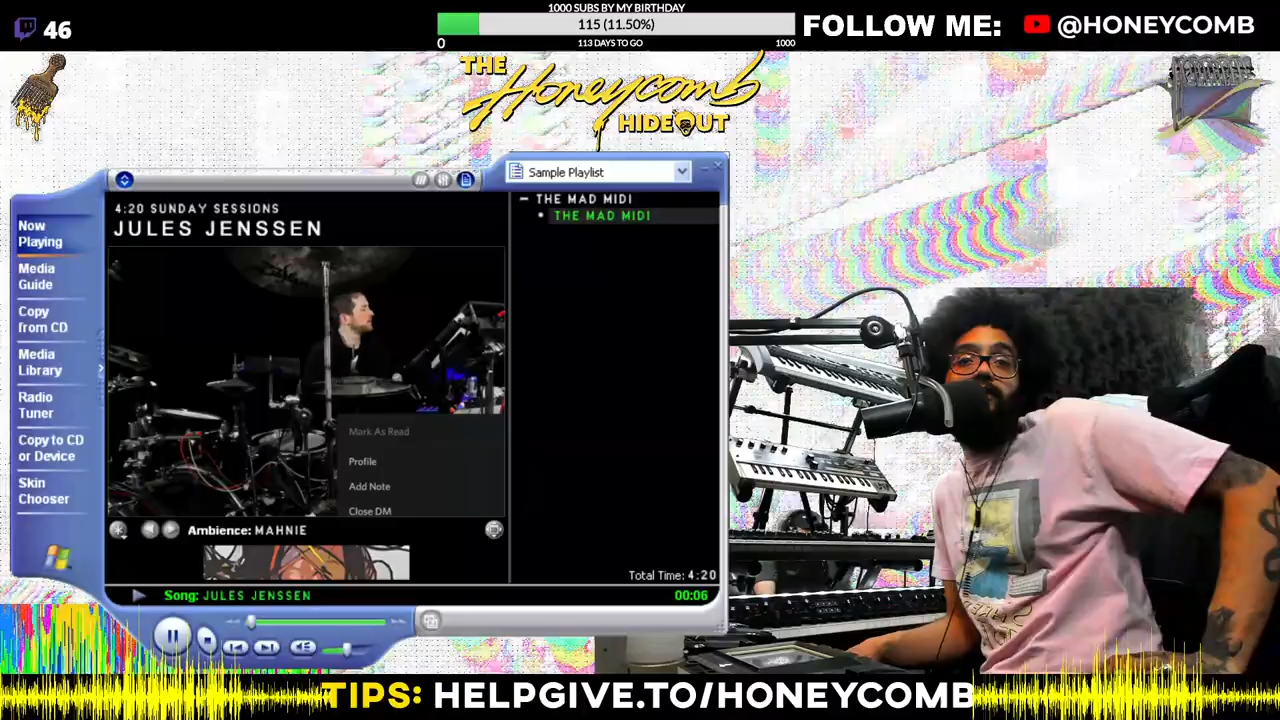 46
1000 SUBS BY MY BIRTHDAY
115 (11.50%)
0
113 DAYS TO GO
1000
FOLLOW ME: @HONEYCOMB
THE
Honeycomb
HIDEOUT
Sample Playlist
THE MAD MIDI
THE MAD MIDI
4:20 SUNDAY SESSIONS
JULES JENSSEN
Now
Playing
Media
Guide
Copy
from CD
Media
Library
Radio
Tuner
Copy to CD
or Device
Skin
Chooser
Mark As Read
Profile
Add Note
Close DM
Ambience: MAHNIE
Total Time: 4:20
Song: JULES JENSSEN
00:06
TIPS: HELPGIVE.TO/HONEYCOMB